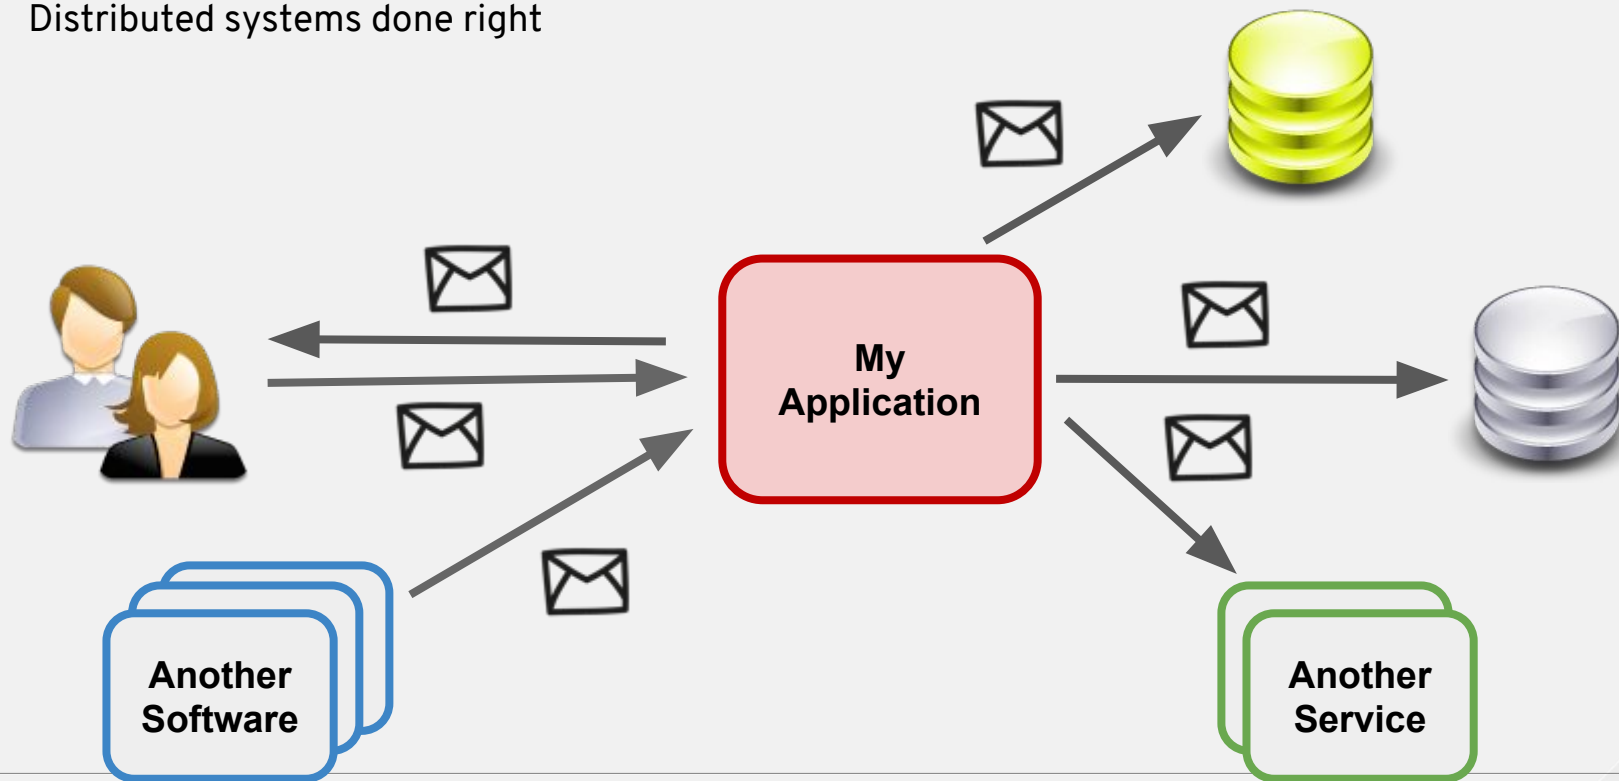 Distributed systems done right
My
Application
Another
Software
Another
Service